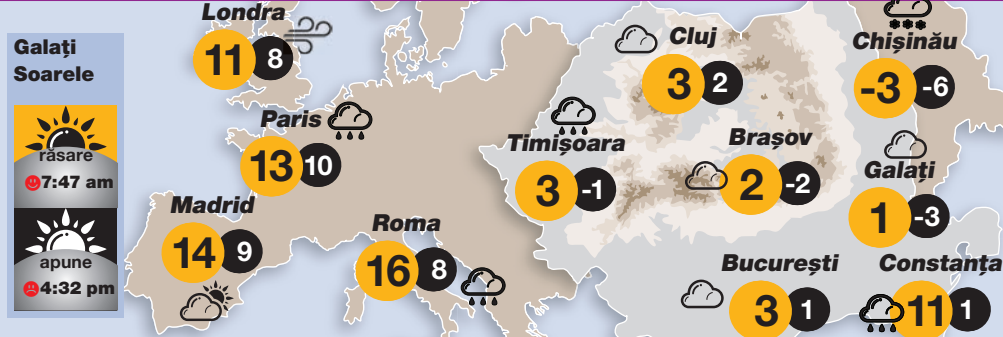 Galați
Soarele
răsare
7:47 am
apune
4:32 pm
Londra
11 8
Paris
13 10
Madrid
14 9
Roma
16 8
Cluj
3 2
Timișoara
3 -1
Brașov
2 -2
Chișinău
-3 -6
Galați
1 -3
București
3 1
Constanța
11 1